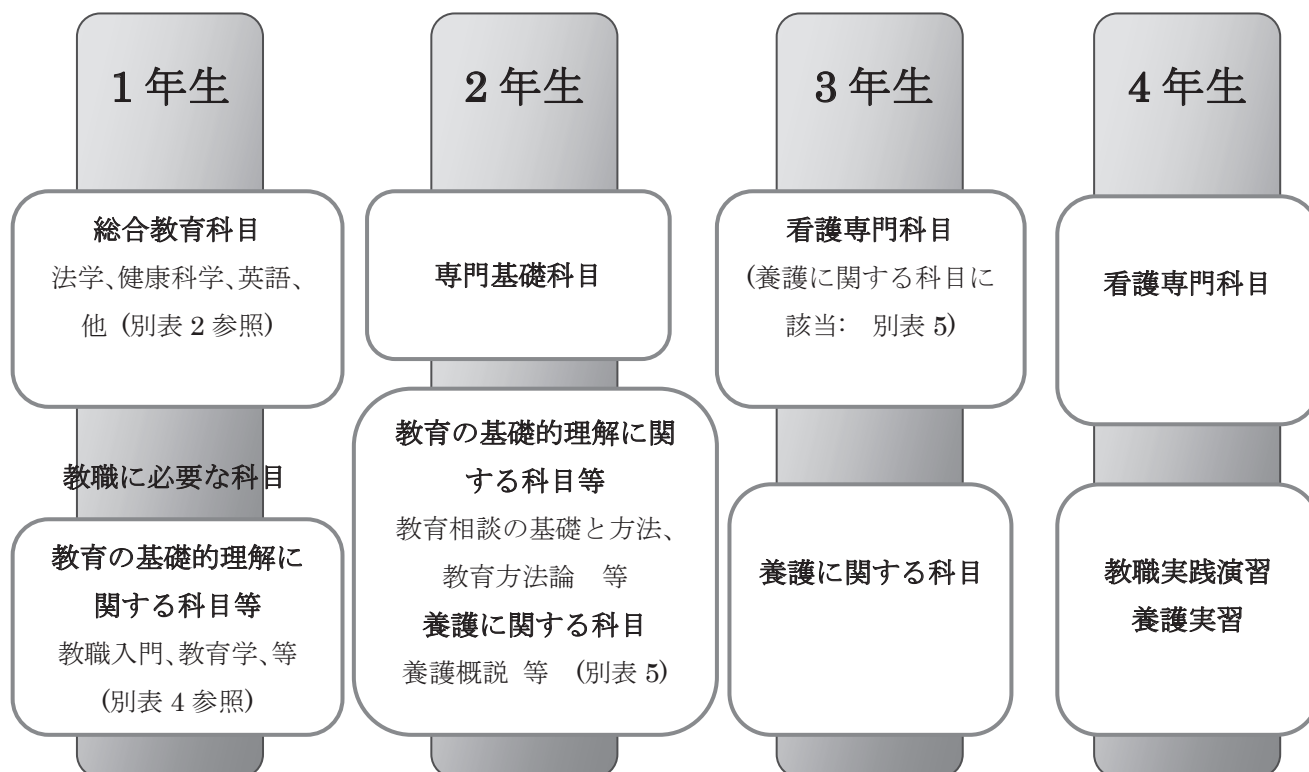 1 年生
総合教育科目
法学、健康科学、英語、
他 (別表 2 参照)
教職に必要な科目
教育の基礎的理解に
関する科目等
教職入門、教育学、等
(別表 4 参照)
2 年生
専門基礎科目
教育の基礎的理解に関
する科目等
教育相談の基礎と方法、
教育方法論　等
養護に関する科目
養護概説 等　(別表 5)
3 年生
看護専門科目
(養護に関する科目に
該当:　別表 5)
養護に関する科目
4 年生
看護専門科目
教職実践演習
養護実習